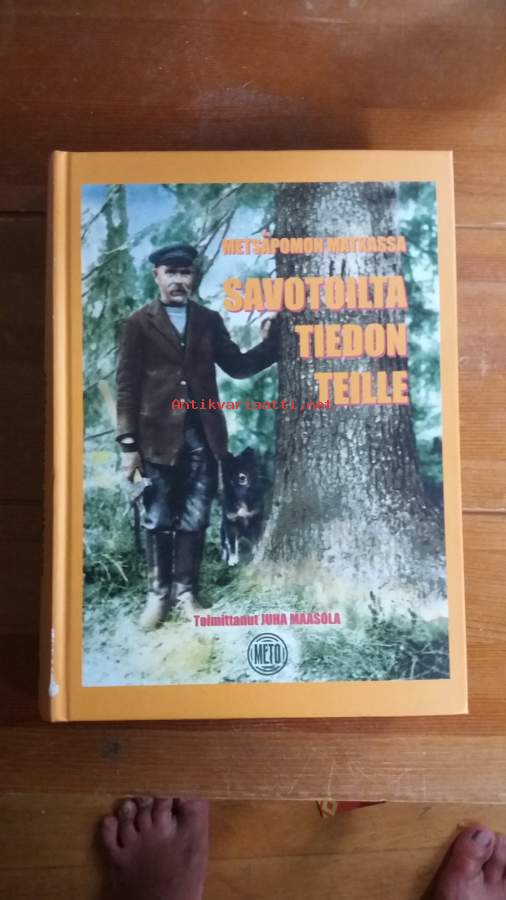 METSÄPOMON MATKASSA
SAVOTOILTA
TIEDON
TEILLE
Antikvariaatti.net
Toimittanut JUHA MAASOLA
METO